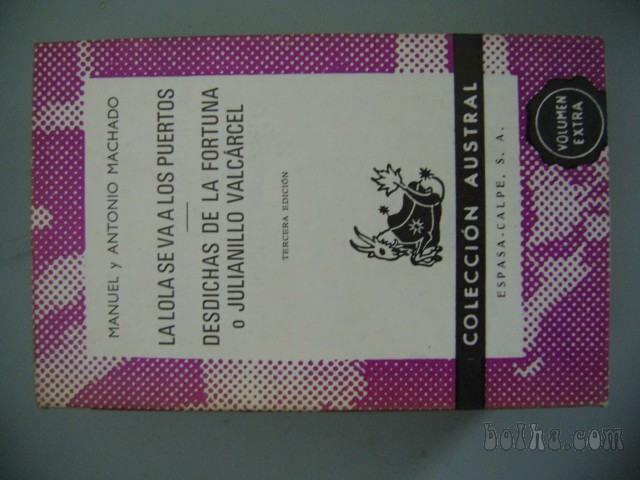 MANUEL y ANTONIO MACHADO
LA LOLA SE VA A LOS PUERTOS
DESDICHAS DE LA FORTUNA
o JULIANILLO VALCÁRCEL
TERCERA EDICIÓN
COLECCIÓN AUSTRAL
ESPASA-CALPE, S. A.
VOLUMEN
EXTRA
bolha.com